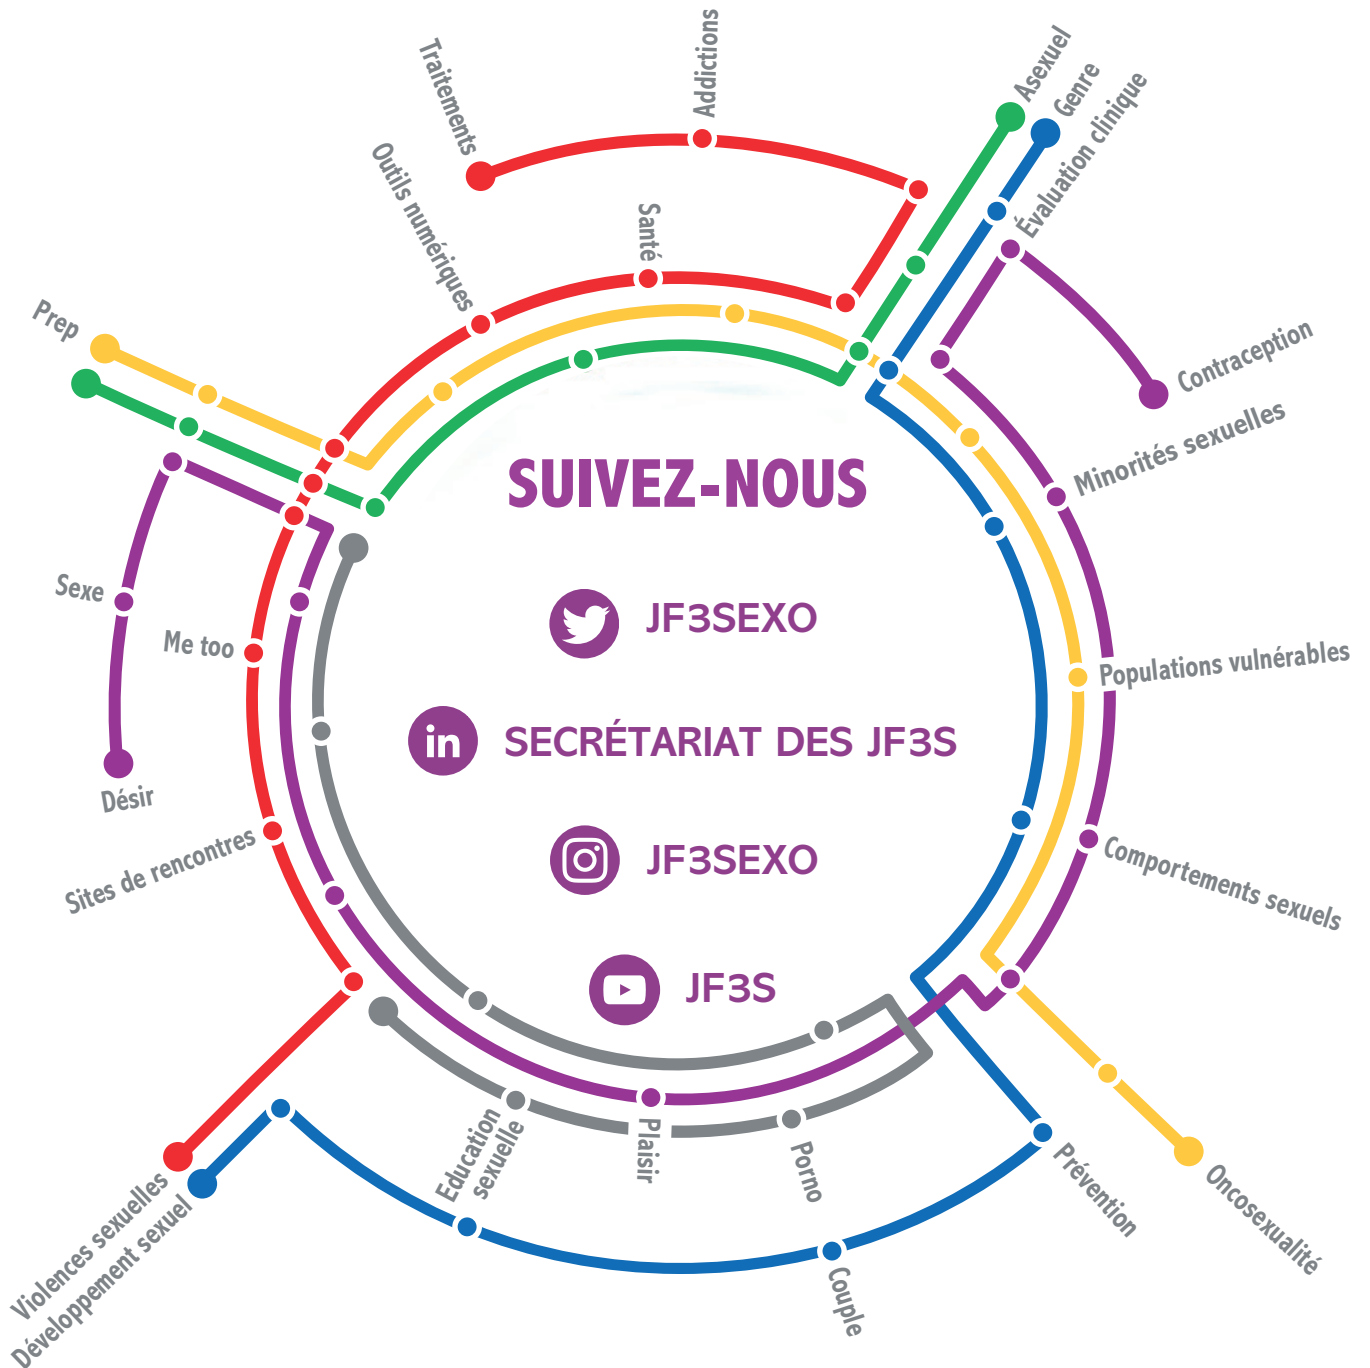 Traitements
Addictions
Asexuel
Genre
Évaluation clinique
Outils numériques
Santé
Prep
Contraception
Minorités sexuelles
SUIVEZ-NOUS
Sexe
JF3SEXO
Me too
Populations vulnérables
in
SECRÉTARIAT DES JF3S
Désir
Sites de rencontres
JF3SEXO
Comportements sexuels
JF3S
Education
sexuelle
Plaisir
Porno
Prévention
Oncosexualité
Violences sexuelles
Développement sexuel
Couple